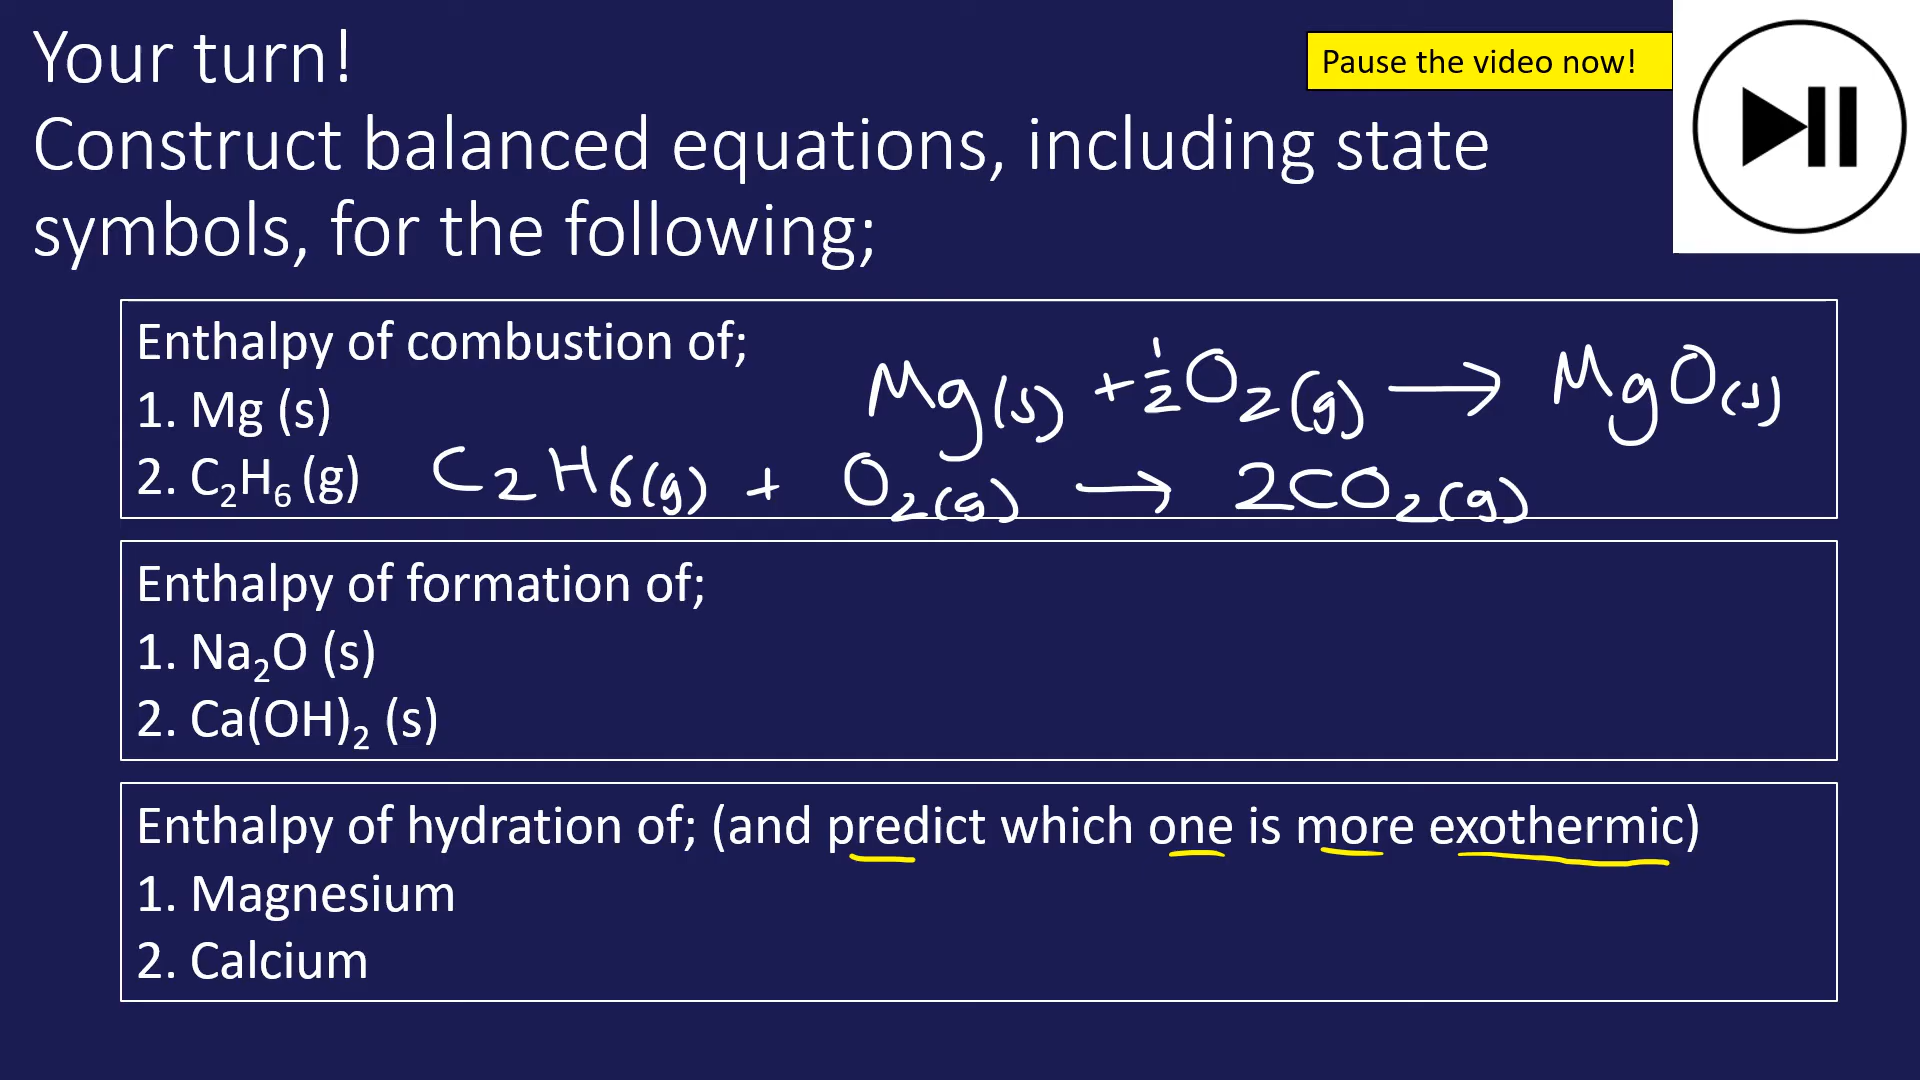 Your turn!
Pause the video now!
Construct balanced equations, including state
symbols, for the following;
Enthalpy of combustion of;
1. Mg (s)
Mg(s) + ½O₂(g) → MgO(s)
2. C₂H₆ (g)
C₂H₆(g) + O₂(g) → 2CO₂(g)
Enthalpy of formation of;
1. Na₂O (s)
2. Ca(OH)₂ (s)
Enthalpy of hydration of; (and predict which one is more exothermic)
1. Magnesium
2. Calcium